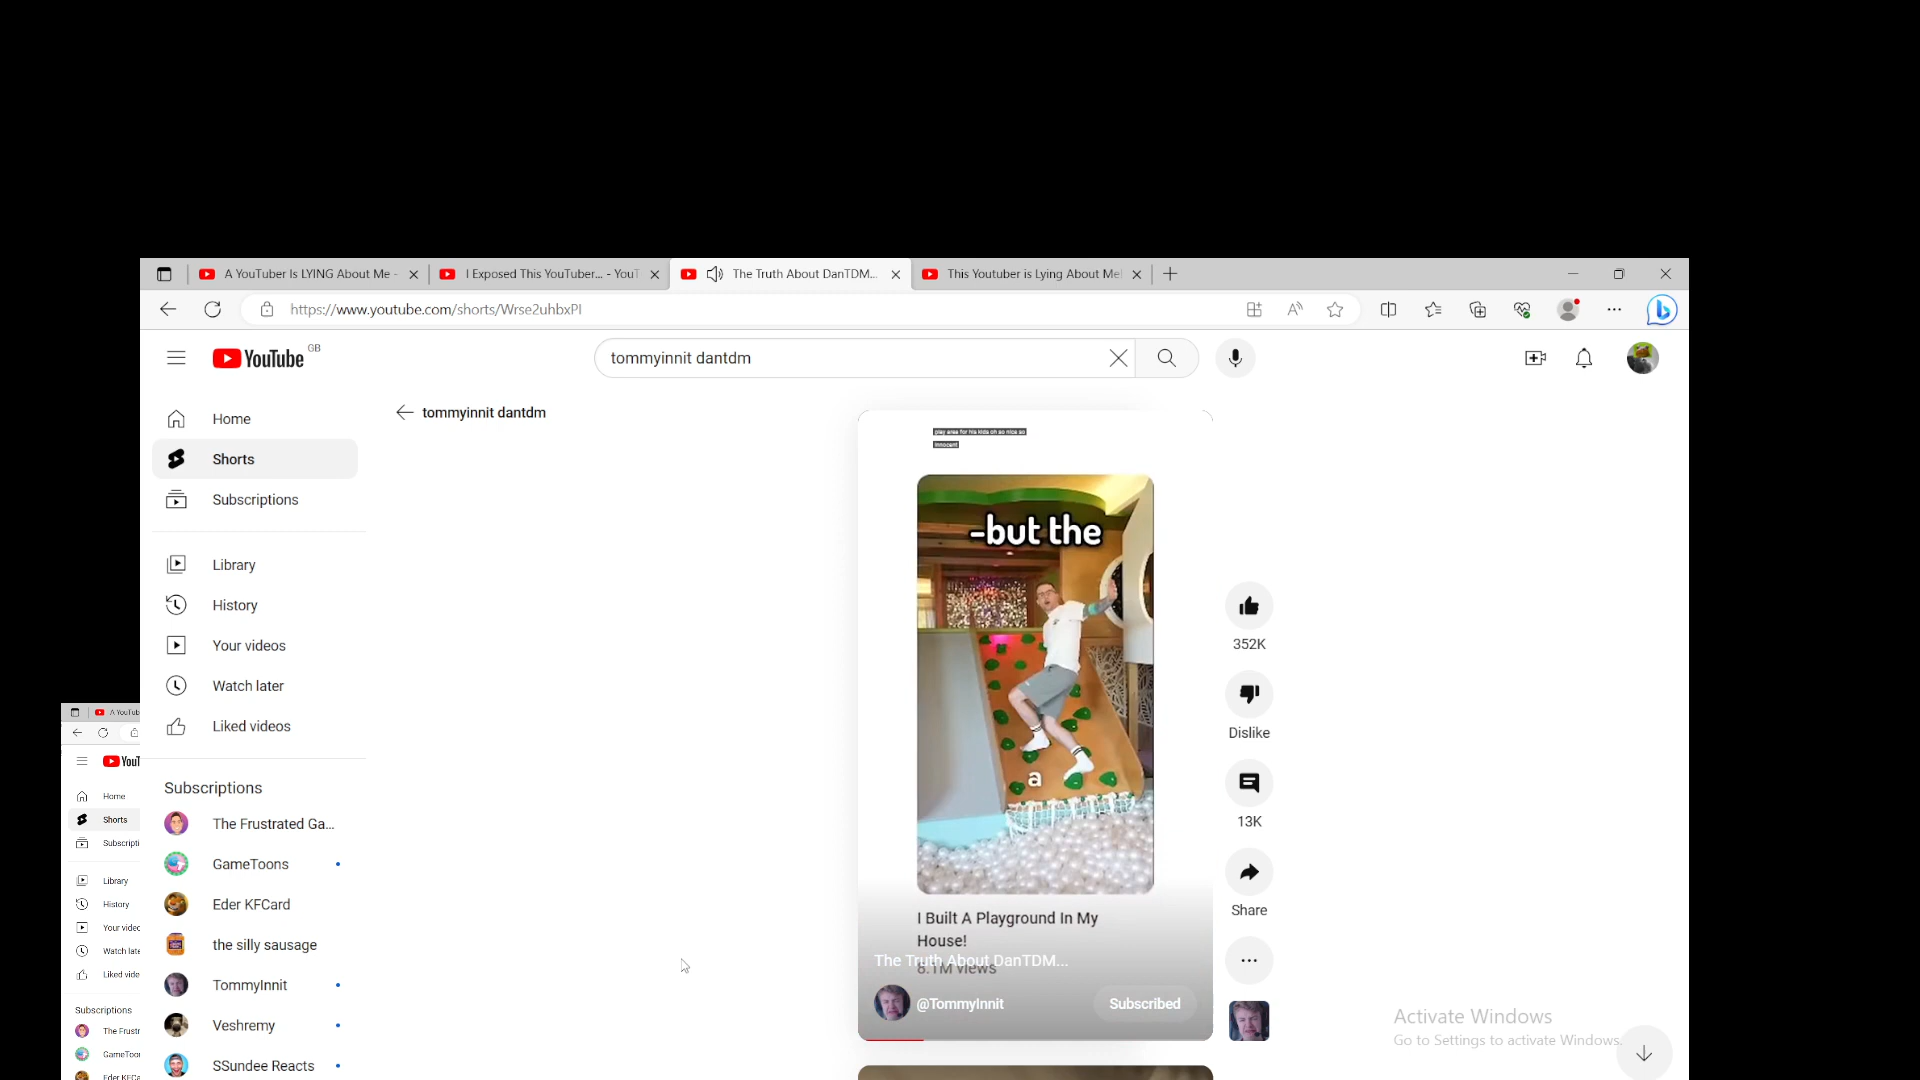 A YouTuber Is LYING About Me -
I Exposed This YouTuber... - YouT
The Truth About DanTDM...
This Youtuber is Lying About Me!
https://www.youtube.com/shorts/Wrse2uhbxPI
YouTube GB
tommyinnit dantdm
Home
Shorts
Subscriptions
Library
History
Your videos
Watch later
Liked videos
Subscriptions
The Frustrated Ga...
GameToons
Eder KFCard
the silly sausage
TommyInnit
Veshremy
SSundee Reacts
tommyinnit dantdm
play area for his kids oh so nice so
innocent
-but the
a
I Built A Playground In My
House!
8.1M views
The Truth About DanTDM...
@TommyInnit
Subscribed
352K
Dislike
13K
Share
Activate Windows
Go to Settings to activate Windows.
A YouTub
YouT
Home
Shorts
Subscripti
Library
History
Your videc
Watch late
Liked vide
Subscriptions
The Frustr
GameToor
Eder KFCa